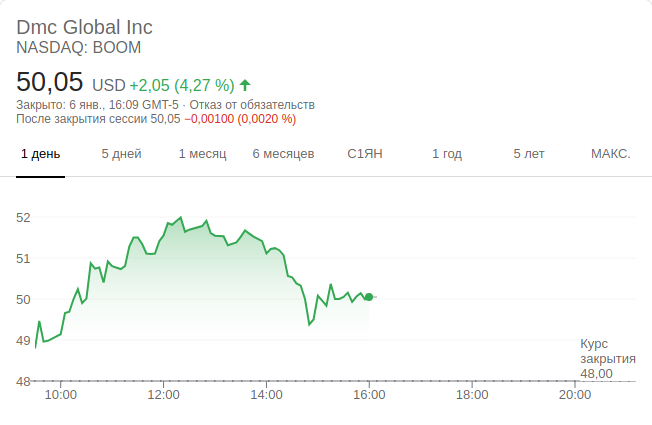 Dmc Global Inc
NASDAQ: BOOM
50,05 USD +2,05 (4,27 %)
Закрыто: 6 янв., 16:09 GMT-5 · Отказ от обязательств
После закрытия сессии 50,05 −0,00100 (0,0020 %)
1 день 5 дней 1 месяц 6 месяцев С1ЯН 1 год 5 лет МАКС.
52
51
50
49
Курс
закрытия
48,00
48
10:00 12:00 14:00 16:00 18:00 20:00